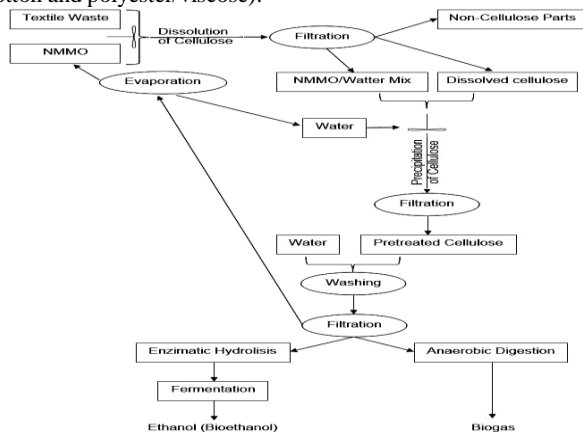 otton and polyester/viscose).
Textile Waste
Dissolution
of Cellulose
Filtration
Non-Cellulose Parts
NMMO
Evaporation
NMMO/Watter Mix
Dissolved cellulose
Water
Precipitation
of Cellulose
Filtration
Water
Pretreated Cellulose
Washing
Filtration
Enzimatic Hydrolisis
Anaerobic Digestion
Fermentation
Ethanol (Bioethanol)
Biogas